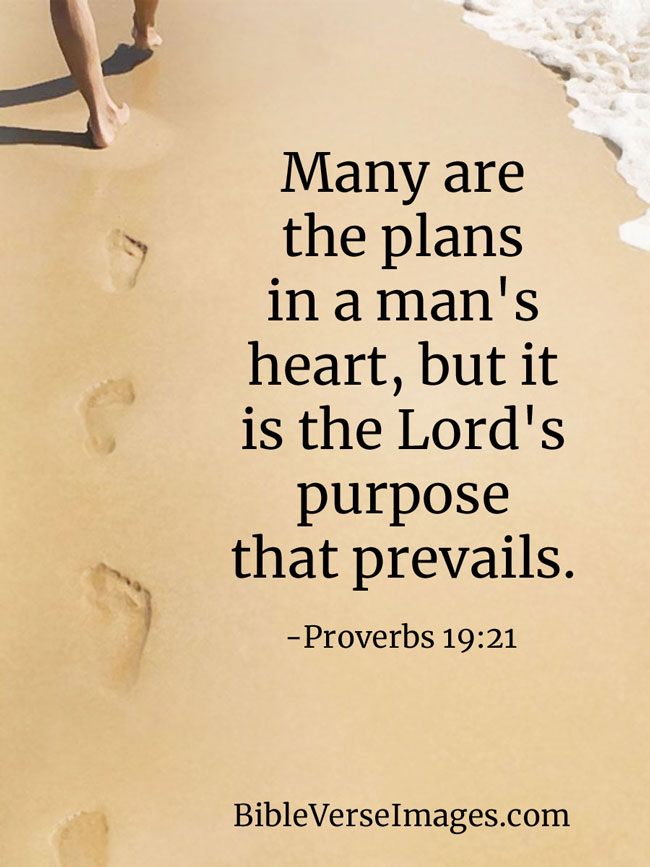 Many are
the plans
in a man's
heart, but it
is the Lord's
purpose
that prevails.
-Proverbs 19:21
BibleVerseImages.com